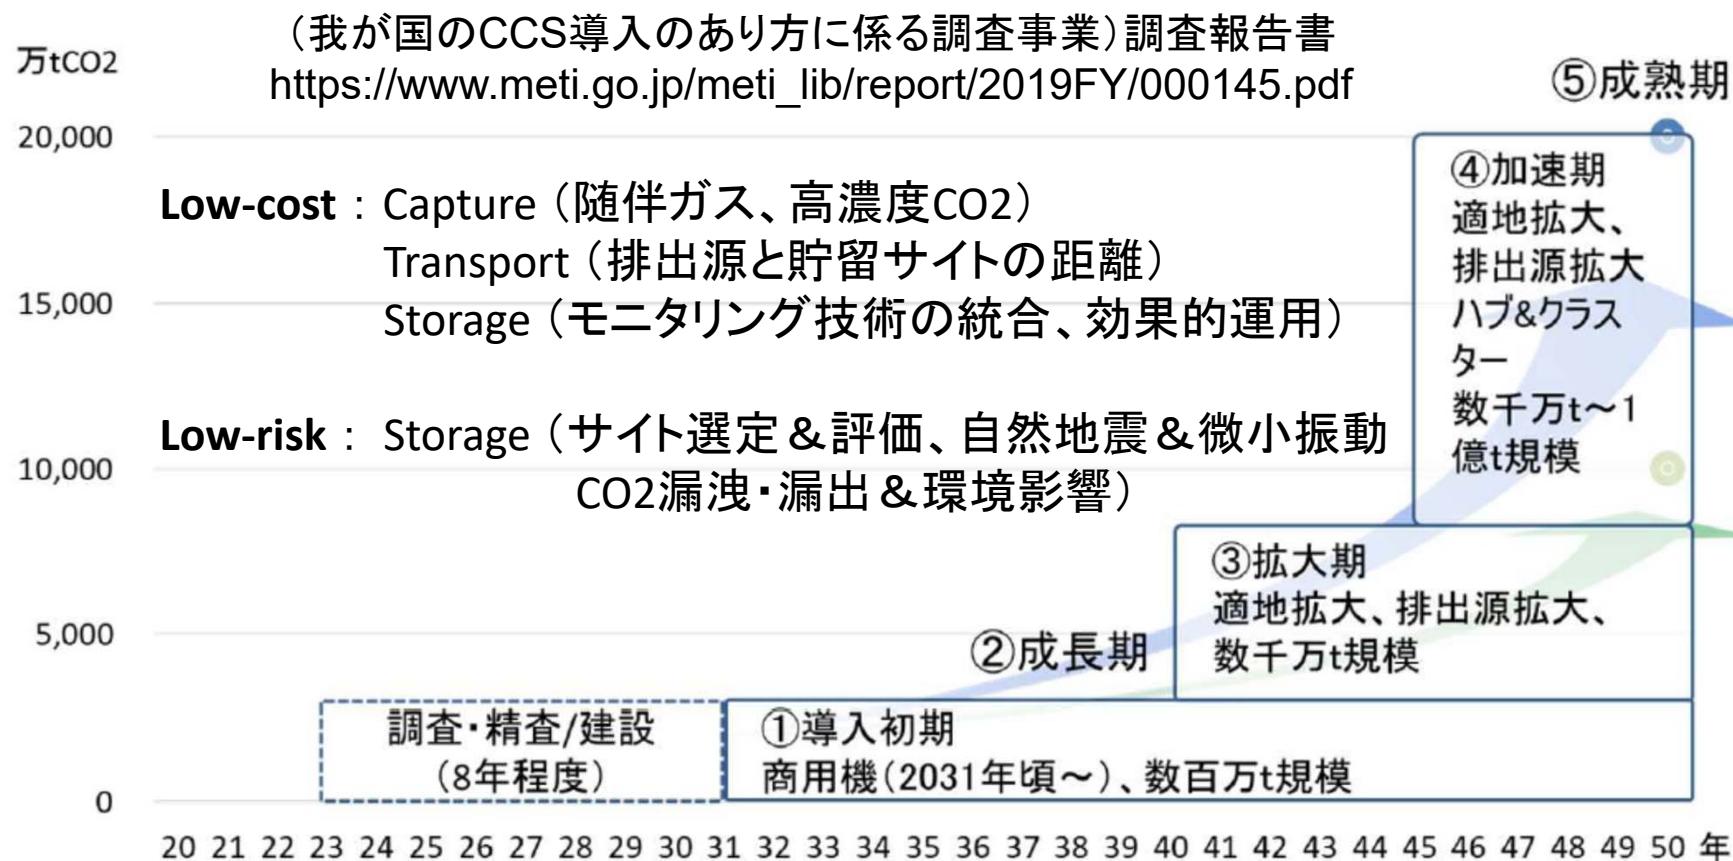 （我が国のCCS導入のあり方に係る調査事業）調査報告書
https://www.meti.go.jp/meti_lib/report/2019FY/000145.pdf
万tCO2
⑤成熟期
20,000
Low-cost : Capture（随伴ガス、高濃度CO2）
Transport（排出源と貯留サイトの距離）
15,000
Storage（モニタリング技術の統合、効果的運用）
④加速期
適地拡大、
排出源拡大
ハブ&クラス
ター
数千万t～1
億t規模
Low-risk : Storage（サイト選定＆評価、自然地震＆微小振動
10,000
CO2漏洩・漏出＆環境影響）
③拡大期
適地拡大、排出源拡大、
数千万t規模
5,000
②成長期
調査・精査/建設
（8年程度）
①導入初期
商用機（2031年頃～）、数百万t規模
0
20 21 22 23 24 25 26 27 28 29 30 31 32 33 34 35 36 37 38 39 40 41 42 43 44 45 46 47 48 49 50 年